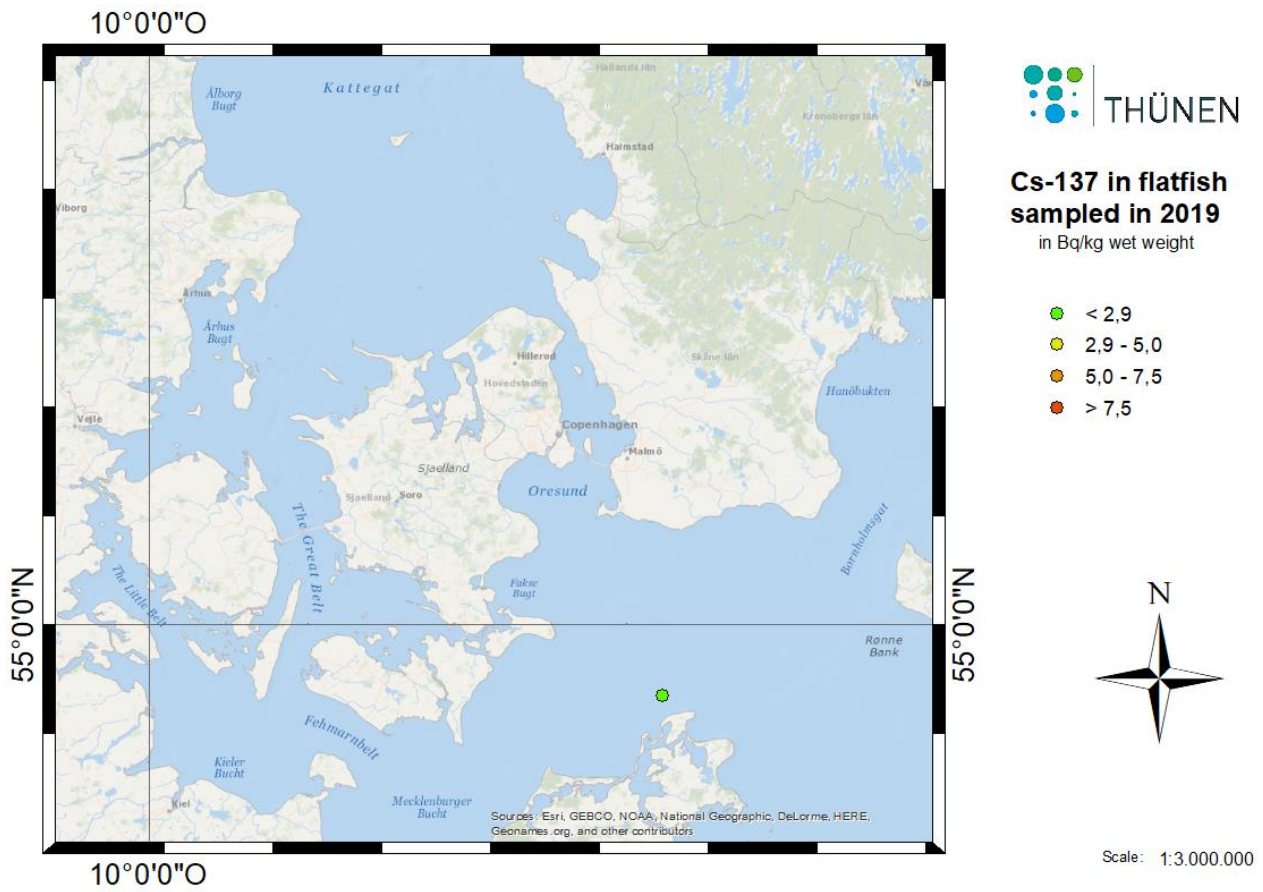 10°0'0"O
Kattegat
Ålborg
Bugt
Hallands län
Kronobergs län
Halmstad
Viborg
Århus
Århus
Bugt
Hillerød
Hovedstaden
Skåne län
Hanöbukten
Vejle
Copenhagen
Malmö
Sjaelland
Sjaelland
Soro
Oresund
The Great Belt
Bornholmsgat
The Little Belt
Fakse
Bugt
55°0'0"N
55°0'0"N
Rønne
Bank
Fehmarnbelt
Kieler
Bucht
Kiel
Mecklenburger
Bucht
Sources: Esri, GEBCO, NOAA, National Geographic, DeLorme, HERE,
Geonames.org, and other contributors
10°0'0"O
THÜNEN
Cs-137 in flatfish
sampled in 2019
in Bq/kg wet weight
< 2,9
2,9 - 5,0
5,0 - 7,5
> 7,5
N
Scale: 1:3.000.000